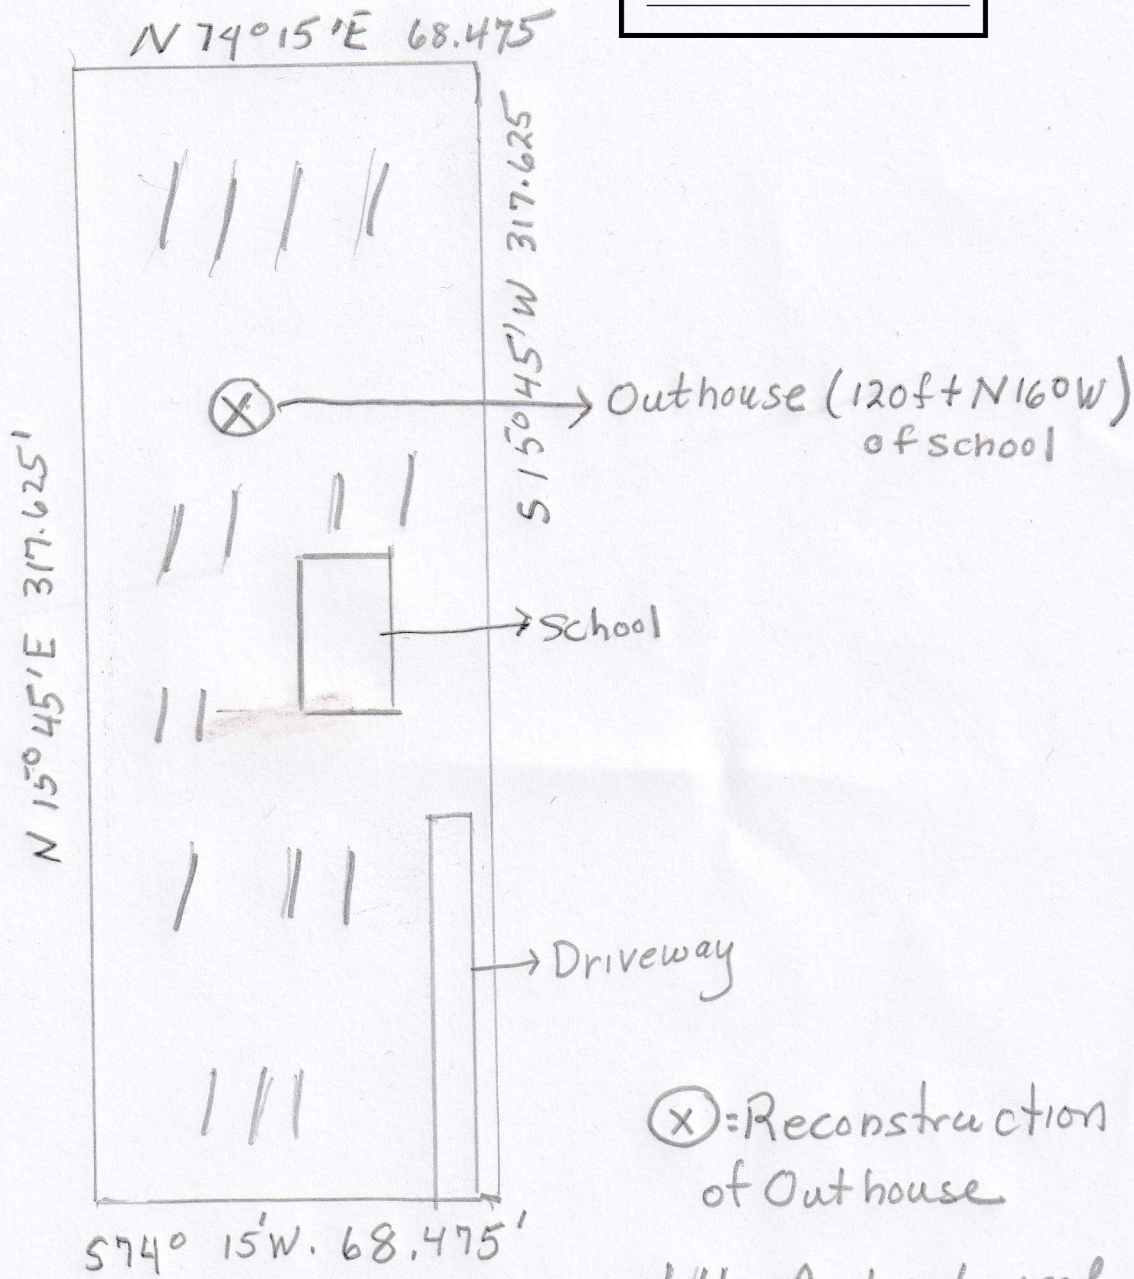 N 74° 15' E 68.475
S 15° 45' W 317.625
Outhouse (120ft N16°W)
of school
N 15° 45' E 317.625'
School
Driveway
Ⓧ = Reconstruction
of Outhouse
S 74° 15' W. 68.475'